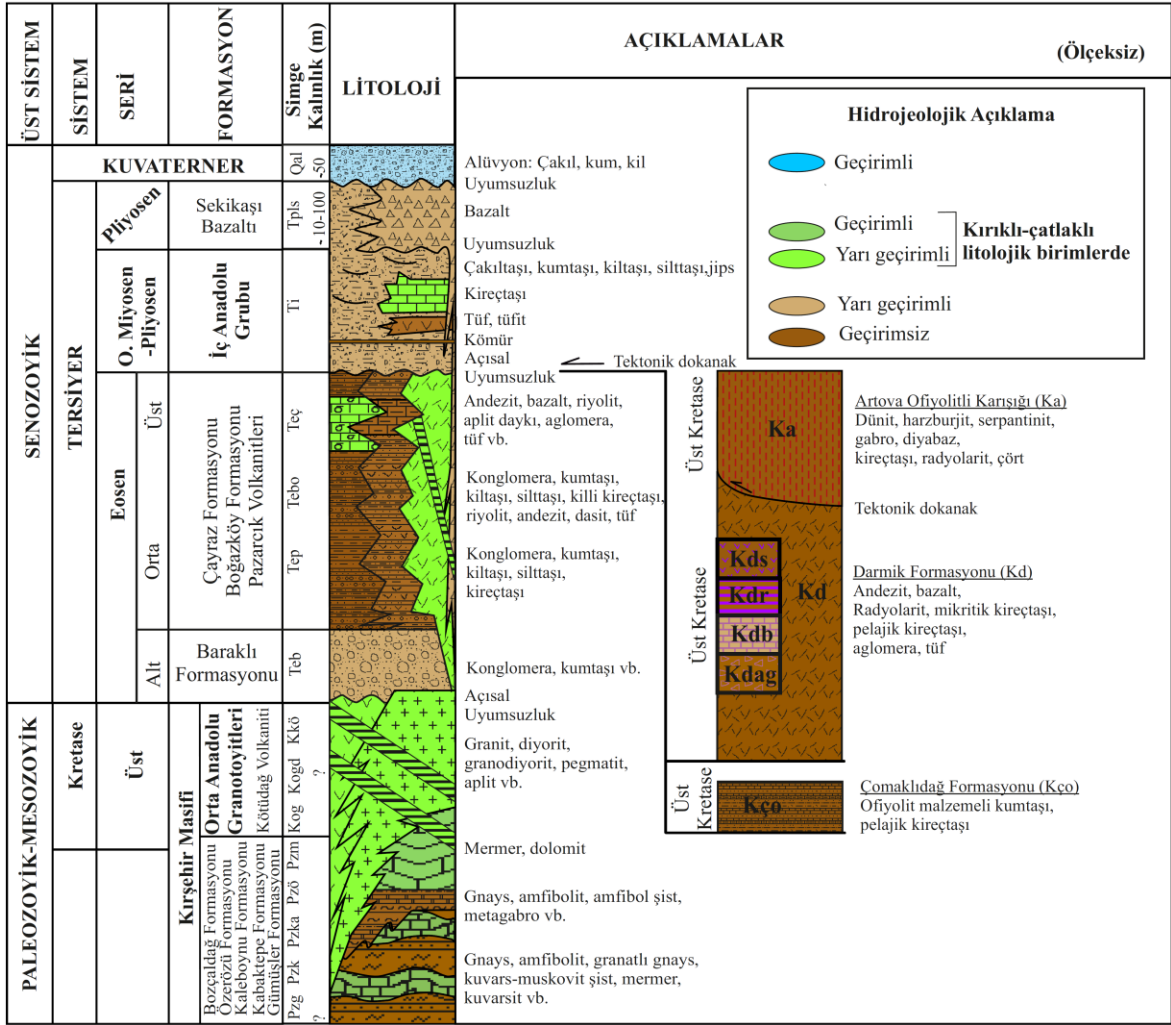 ÜST SİSTEM
SİSTEM
SERİ
FORMASYON
Simge
Kalınlık (m)
LİTOLOJİ
AÇIKLAMALAR
(Ölçeksiz)
Hidrojeolojik Açıklama
Geçirimli
Geçirimli
Yarı geçirimli
Kırıklı-çatlaklı
litolojik birimlerde
Yarı geçirimli
Geçirimsiz
SENOZOYİK
KUVATERNER
Qal
-50
Alüvyon: Çakıl, kum, kil
Uyumsuzluk
TERSİYER
Pliyosen
Sekikaşı
Bazaltı
Tpls
~10-100
Bazalt
Uyumsuzluk
O. Miyosen
-Pliyosen
İç Anadolu
Grubu
Ti
Çakıltaşı, kumtaşı, kiltaşı, silttaşı,jips
Kireçtaşı
Tüf, tüfit
Kömür
Açısal
Uyumsuzluk
Tektonik dokanak
Eosen
Üst
Orta
Alt
Çayraz Formasyonu
Boğazköy Formasyonu
Pazarcık Volkanitleri
Teç
Tebo
Tep
Andezit, bazalt, riyolit,
aplit daykı, aglomera,
tüf vb.
Konglomera, kumtaşı,
kiltaşı, silttaşı, killi kireçtaşı,
riyolit, andezit, dasit, tüf
Konglomera, kumtaşı,
kiltaşı, silttaşı,
kireçtaşı
Baraklı
Formasyonu
Teb
Konglomera, kumtaşı vb.
Açısal
Uyumsuzluk
PALEOZOYİK-MESOZOYİK
Kretase
Üst
Kırşehir Masifi
Orta Anadolu
Granotoyitleri
Kötüdağ Volkaniti
Kkö
Kogd
Kog
?
Granit, diyorit,
granodiyorit, pegmatit,
aplit vb.
Bozçaldağ Formasyonu
Özerözü Formasyonu
Kaleboynu Formasyonu
Kabaktepe Formasyonu
Gümüşler Formasyonu
Pzm
Pzö
Pzka
Pzk
Pzg
?
Mermer, dolomit
Gnays, amfibolit, amfibol şist,
metagabro vb.
Gnays, amfibolit, granatlı gnays,
kuvars-muskovit şist, mermer,
kuvarsit vb.
Üst Kretase
Ka
Artova Ofiyolitli Karışığı (Ka)
Dünit, harzburjit, serpantinit,
gabro, diyabaz,
kireçtaşı, radyolarit, çört
Tektonik dokanak
Üst Kretase
Kds
Kdr
Kdb
Kdag
Kd
Darmik Formasyonu (Kd)
Andezit, bazalt,
Radyolarit, mikritik kireçtaşı,
pelajik kireçtaşı,
aglomera, tüf
Üst
Kretase
Kço
Çomaklıdağ Formasyonu (Kço)
Ofiyolit malzemeli kumtaşı,
pelajik kireçtaşı